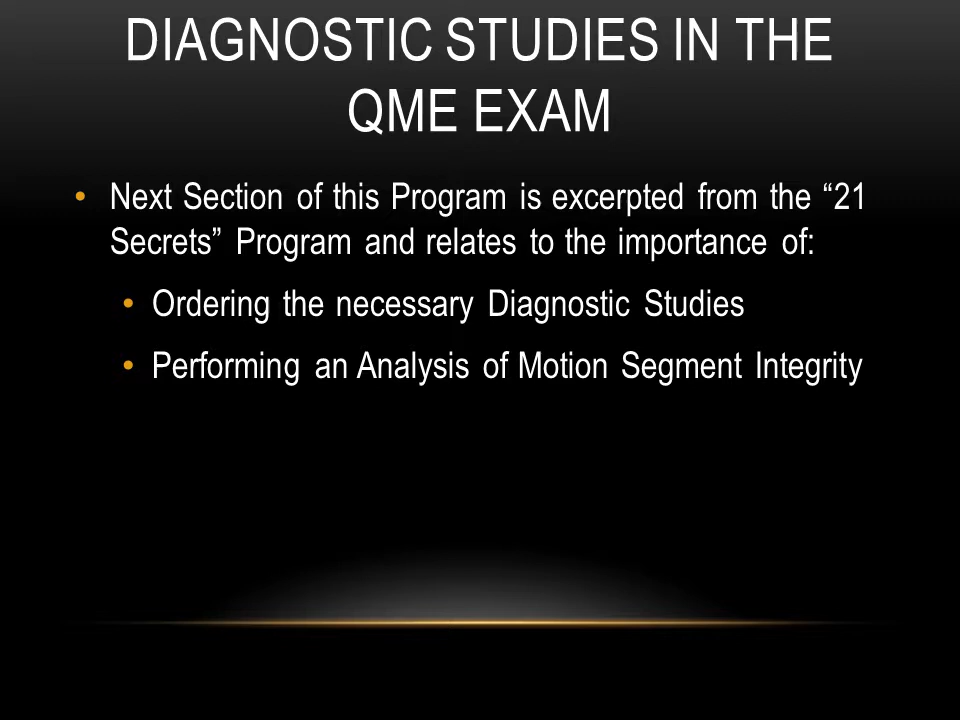 DIAGNOSTIC STUDIES IN THE
QME EXAM
• Next Section of this Program is excerpted from the “21
Secrets” Program and relates to the importance of:
• Ordering the necessary Diagnostic Studies
• Performing an Analysis of Motion Segment Integrity